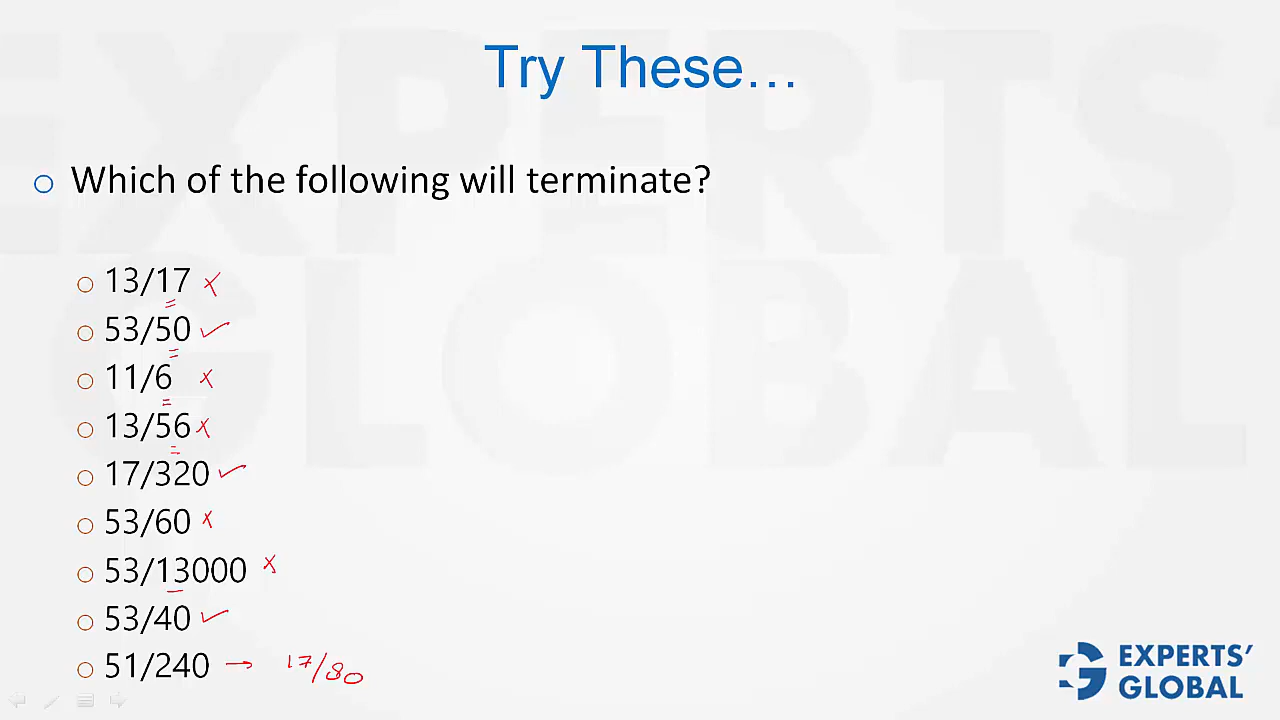 Try These…
Which of the following will terminate?
13/17 ×
53/50 ✓
11/6 ×
13/56 ×
17/320 ✓
53/60 ×
53/13000 ×
53/40 ✓
51/240 → 17/80
EXPERTS’
GLOBAL